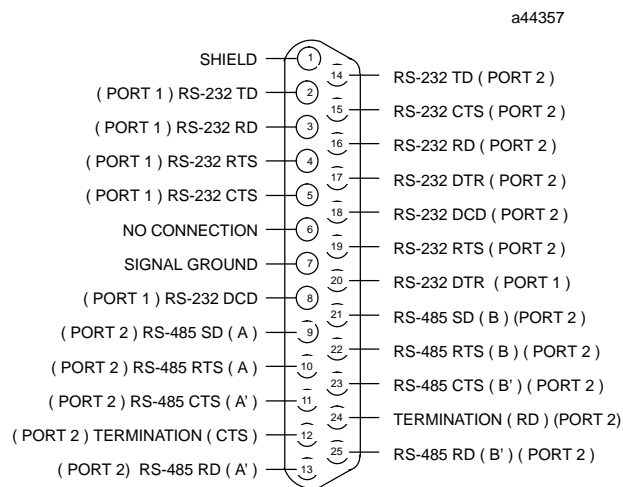 a44357
SHIELD
( PORT 1 ) RS-232 TD
( PORT 1 ) RS-232 RD
( PORT 1 ) RS-232 RTS
( PORT 1 ) RS-232 CTS
NO CONNECTION
SIGNAL GROUND
( PORT 1 ) RS-232 DCD
( PORT 2 ) RS-485 SD ( A )
( PORT 2 ) RS-485 RTS ( A )
( PORT 2 ) RS-485 CTS ( A' )
( PORT 2 ) TERMINATION ( CTS )
( PORT 2) RS-485 RD ( A' )
1
2
3
4
5
6
7
8
9
10
11
12
13
14
15
16
17
18
19
20
21
22
23
24
25
RS-232 TD ( PORT 2 )
RS-232 CTS ( PORT 2 )
RS-232 RD ( PORT 2 )
RS-232 DTR ( PORT 2 )
RS-232 DCD ( PORT 2 )
RS-232 RTS ( PORT 2 )
RS-232 DTR ( PORT 1 )
RS-485 SD ( B ) (PORT 2 )
RS-485 RTS ( B ) ( PORT 2 )
RS-485 CTS ( B' ) ( PORT 2 )
TERMINATION ( RD ) (PORT 2)
RS-485 RD ( B' ) ( PORT 2 )